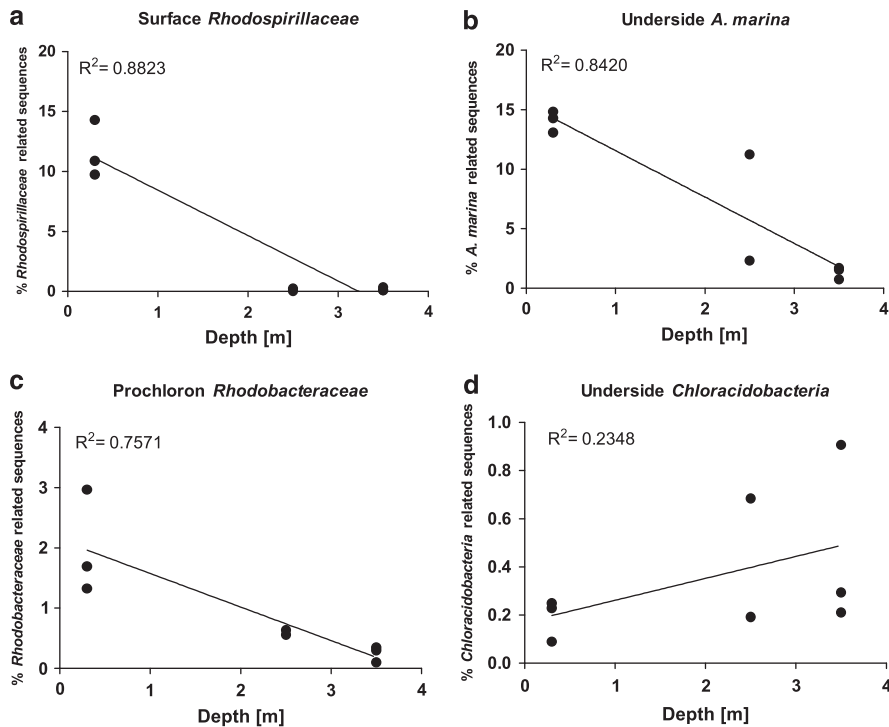 a
Surface Rhodospirillaceae
R²= 0.8823
% Rhodospirillaceae related sequences
20
15
10
5
0
0 1 2 3 4
Depth [m]
b
Underside A. marina
R²= 0.8420
% A. marina related sequences
20
15
10
5
0
0 1 2 3 4
Depth [m]
c
Prochloron Rhodobacteraceae
R²= 0.7571
% Rhodobacteraceae related sequences
4
3
2
1
0
0 1 2 3 4
Depth [m]
d
Underside Chloracidobacteria
R²= 0.2348
% Chloracidobacteria related sequences
1.0
0.8
0.6
0.4
0.2
0.0
0 1 2 3 4
Depth [m]